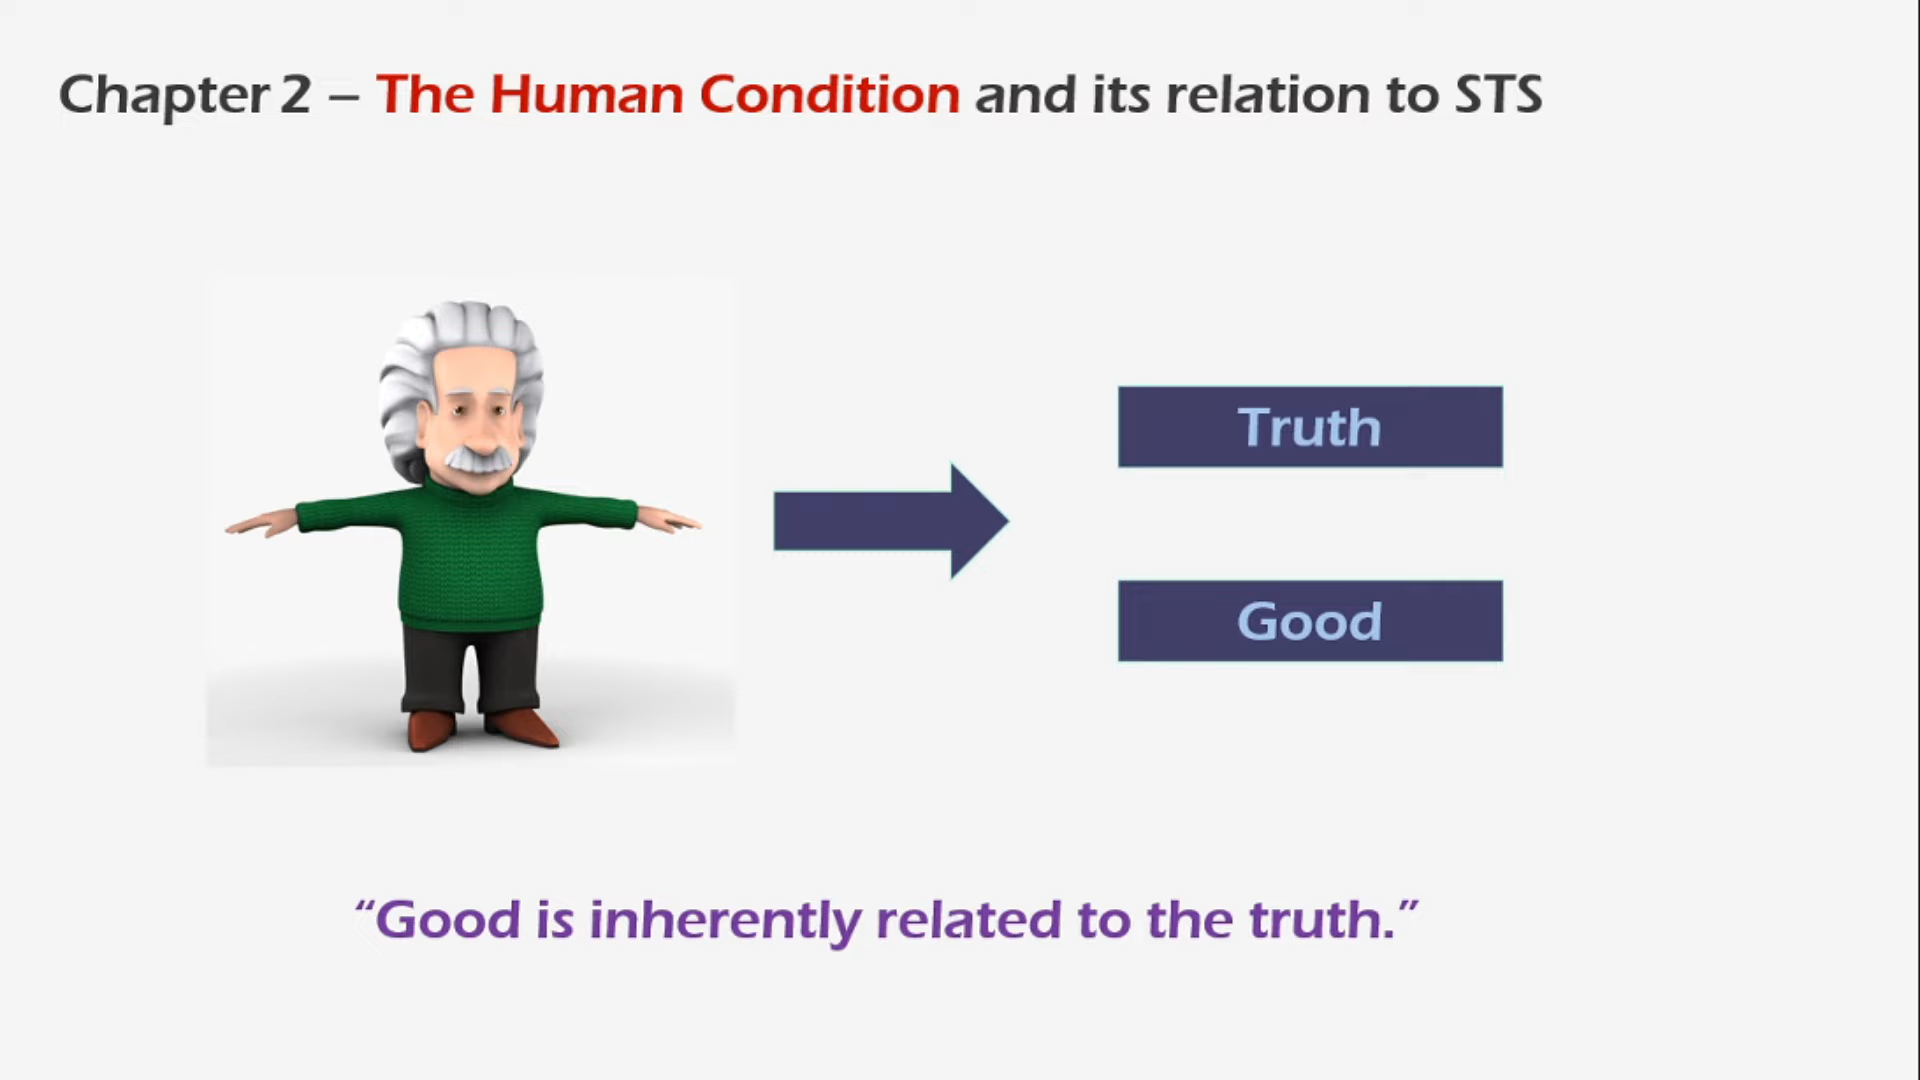 Chapter 2 – The Human Condition and its relation to STS
Truth
Good
“Good is inherently related to the truth.”